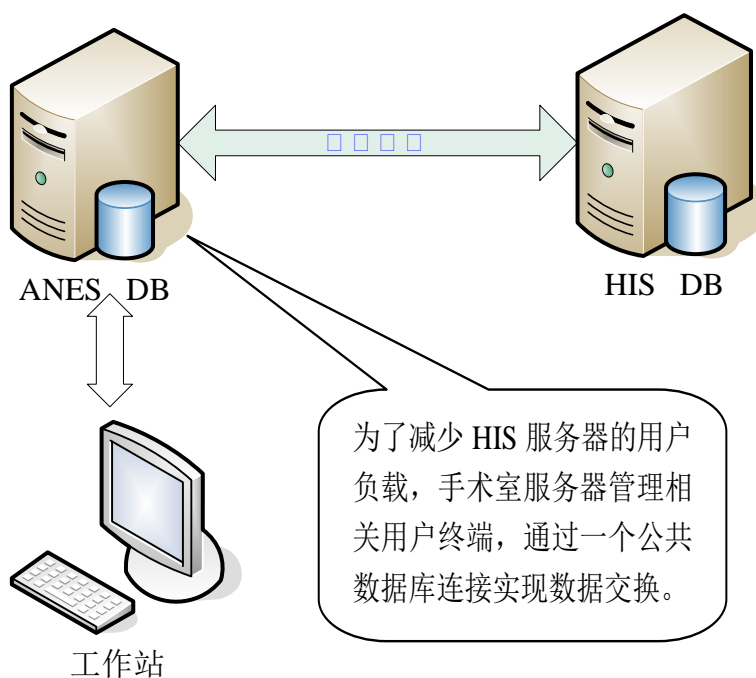 ANES DB
HIS DB
为了减少 HIS 服务器的用户
负载，手术室服务器管理相
关用户终端，通过一个公共
数据库连接实现数据交换。
工作站